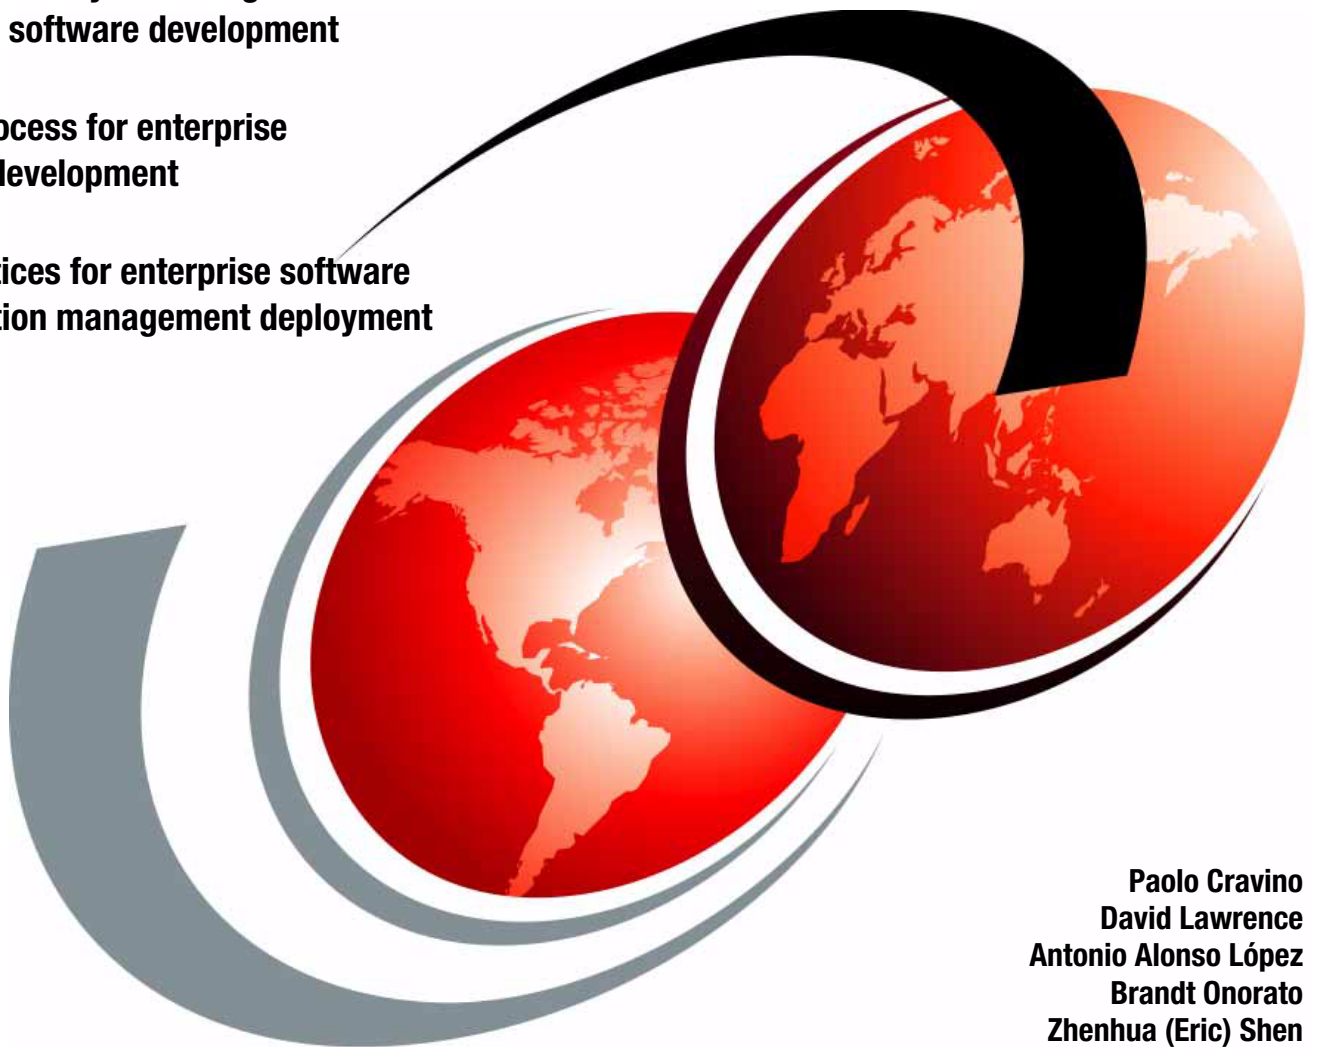 software development
ocess for enterprise
development
tices for enterprise software
tion management deployment
Paolo Cravino
David Lawrence
Antonio Alonso López
Brandt Onorato
Zhenhua (Eric) Shen